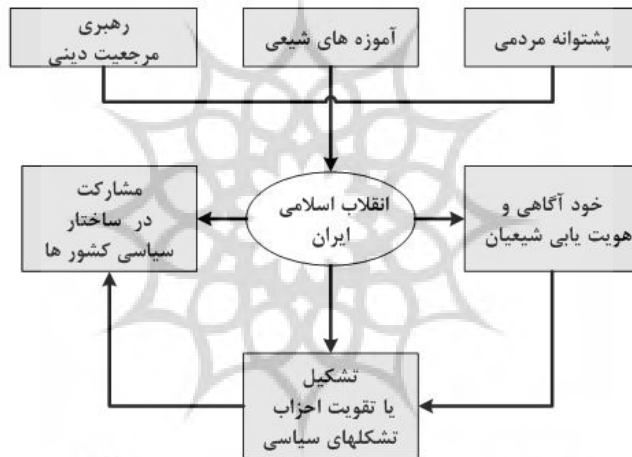 پشتوانه مردمی
آموزه های شیعی
رهبری
مرجعیت دینی
خود آگاهی و
هویت یابی شیعیان
انقلاب اسلامی
ایران
مشارکت
در ساختار
سیاسی کشور ها
تشکیل
یا تقویت احزاب
تشکلهای سیاسی